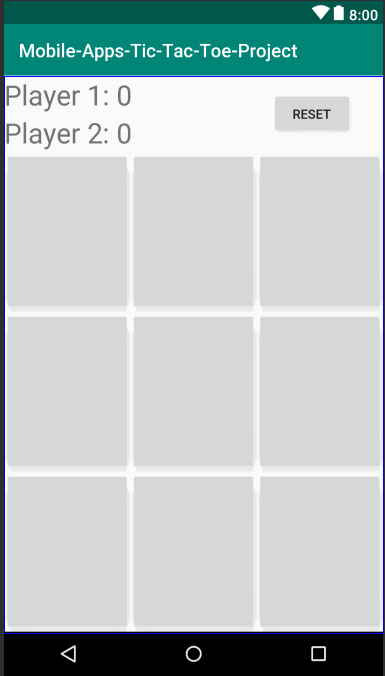 8:00
Mobile-Apps-Tic-Tac-Toe-Project
Player 1: 0
RESET
Player 2: 0